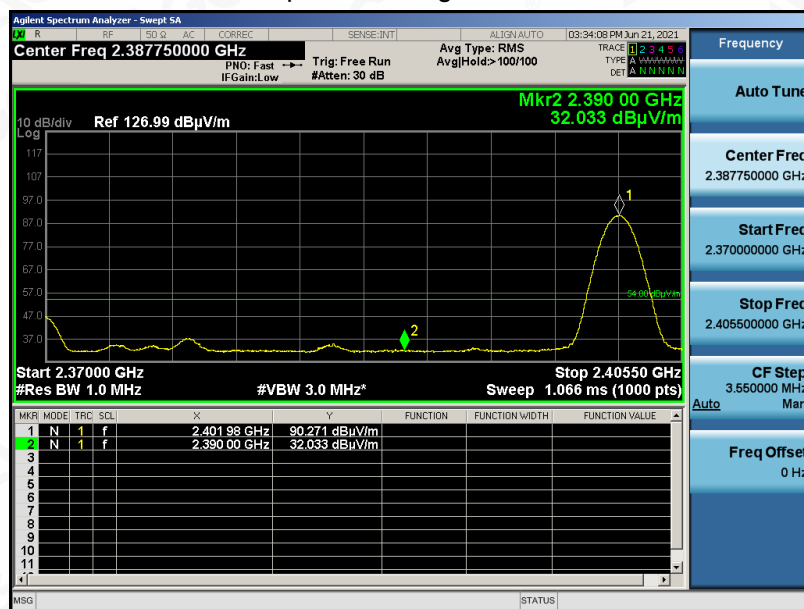 Agilent Spectrum Analyzer - Swept SA
LXI R RF 50 Ω AC CORREC SENSE:INT ALIGN AUTO 03:34:08 PM Jun 21, 2021
Center Freq 2.387750000 GHz
PNO: Fast
IFGain:Low
Trig: Free Run
#Atten: 30 dB
Avg Type: RMS
Avg|Hold:>100/100
TRACE 1 2 3 4 5 6
TYPE A WWWWW
DET A N N N N N
Mkr2 2.390 00 GHz
32.033 dBµV/m
10 dB/div Ref 126.99 dBµV/m
Log
117
107
97.0
87.0
77.0
67.0
57.0
47.0
37.0
1
2
54.00 dBµV/m
Start 2.37000 GHz Stop 2.40550 GHz
#Res BW 1.0 MHz #VBW 3.0 MHz* Sweep 1.066 ms (1000 pts)
MKR MODE TRC SCL X Y FUNCTION FUNCTION WIDTH FUNCTION VALUE
1 N 1 f 2.401 98 GHz 90.271 dBµV/m
2 N 1 f 2.390 00 GHz 32.033 dBµV/m
3
4
5
6
7
8
9
10
11
MSG STATUS
Frequency
Auto Tune
Center Freq
2.387750000 GHz
Start Freq
2.370000000 GHz
Stop Freq
2.405500000 GHz
CF Step
3.550000 MHz
Auto Man
Freq Offset
0 Hz